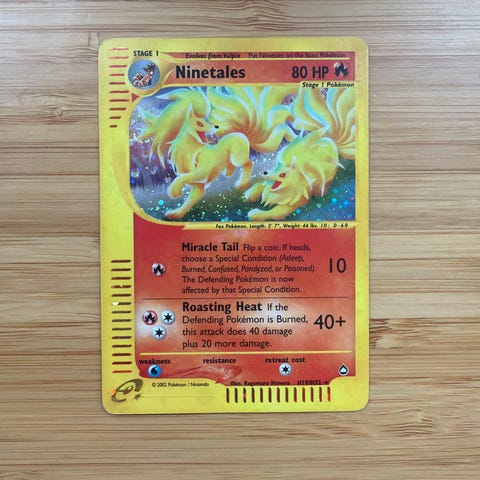 STAGE 1
Evolves from Vulpix Put Ninetales on the Basic Pokémon
Ninetales 80 HP
Stage 1 Pokémon
Fox Pokémon. Length: 3' 7", Weight: 44 lbs. ID: D-60
Miracle Tail Flip a coin. If heads,
choose a Special Condition (Asleep,
Burned, Confused, Paralyzed, or Poisoned).
The Defending Pokémon is now
affected by that Special Condition.
10
Roasting Heat If the
Defending Pokémon is Burned,
this attack does 40 damage
plus 20 more damage.
40+
weakness resistance retreat cost
© 2002 Pokémon / Nintendo
Illus. Kagemaru Himeno
H19/H32
e